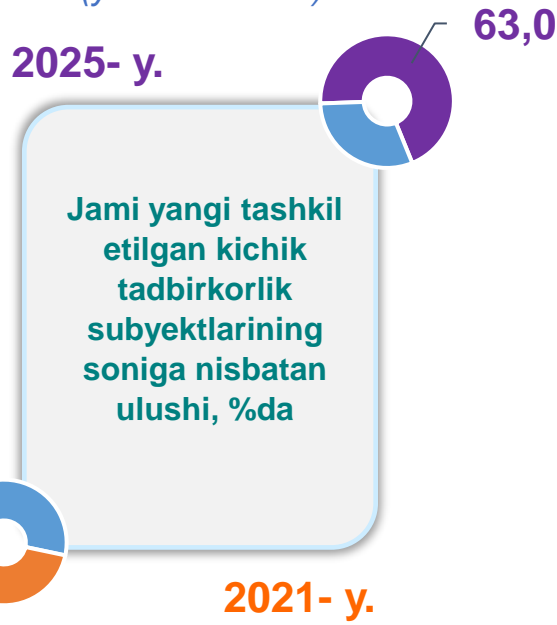 63,0
2025- y.
Jami yangi tashkil
etilgan kichik
tadbirkorlik
subyektlarining
soniga nisbatan
ulushi, %da
2021- y.